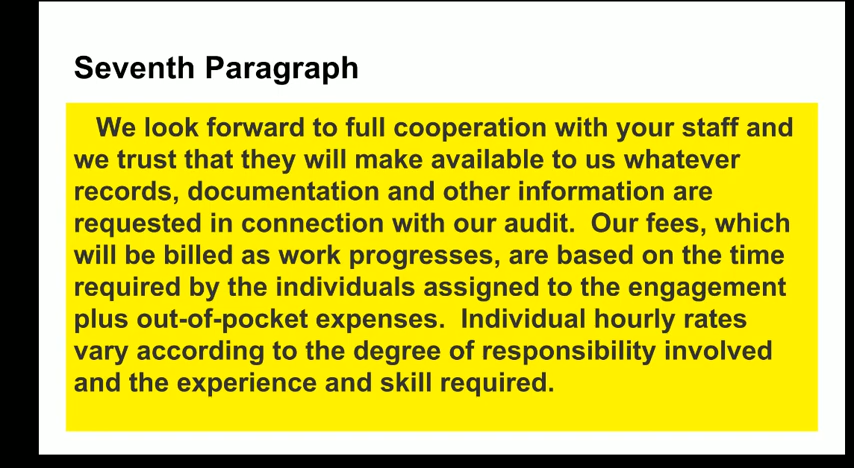 Seventh Paragraph
We look forward to full cooperation with your staff and
we trust that they will make available to us whatever
records, documentation and other information are
requested in connection with our audit.  Our fees, which
will be billed as work progresses, are based on the time
required by the individuals assigned to the engagement
plus out-of-pocket expenses.  Individual hourly rates
vary according to the degree of responsibility involved
and the experience and skill required.